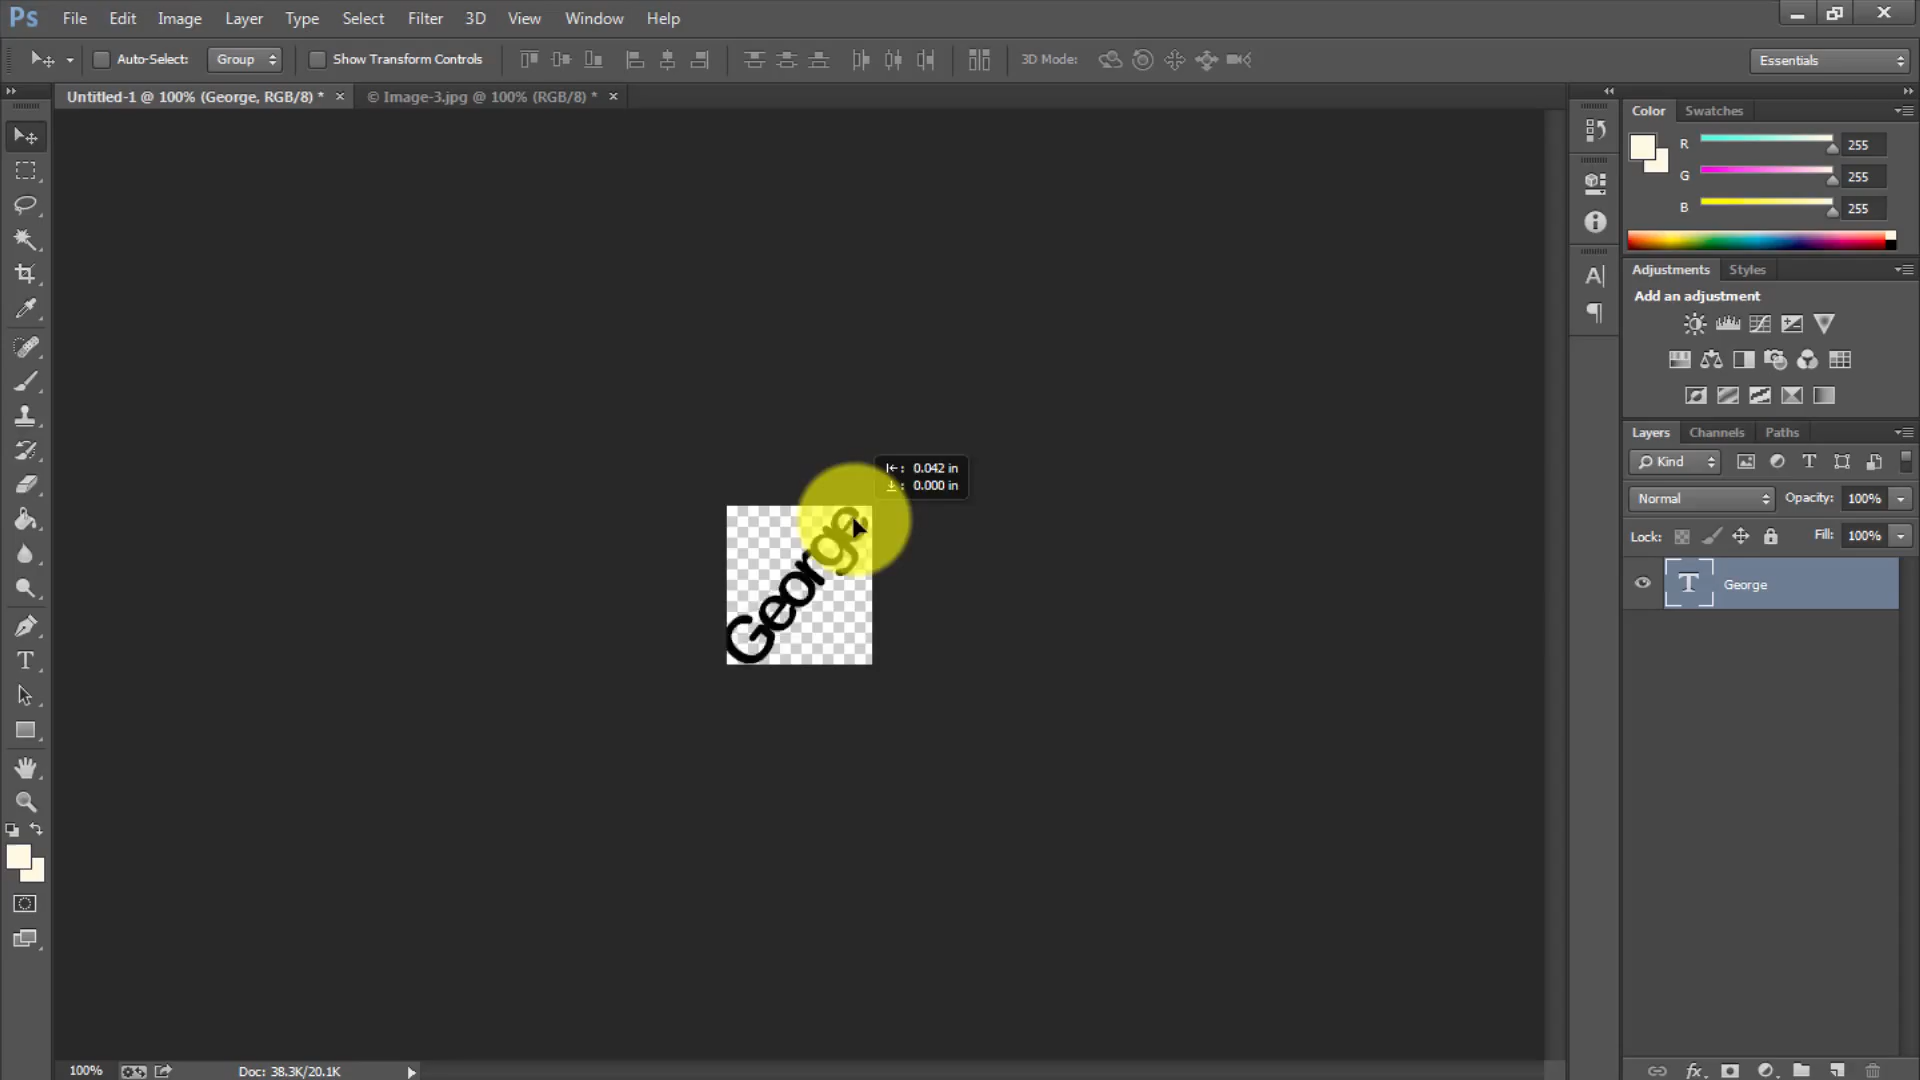 Ps File Edit Image Layer Type Select Filter 3D View Window Help
Auto-Select: Group Show Transform Controls 3D Mode: Essentials
Untitled-1 @ 100% (George, RGB/8) * × © Image-3.jpg @ 100% (RGB/8) * ×
Color Swatches
R 255
G 255
B 255
Adjustments Styles
Add an adjustment
Layers Channels Paths
Kind
Normal Opacity: 100%
Lock: Fill: 100%
T George
0.042 in
0.000 in
George
100% Doc: 38.3K/20.1K